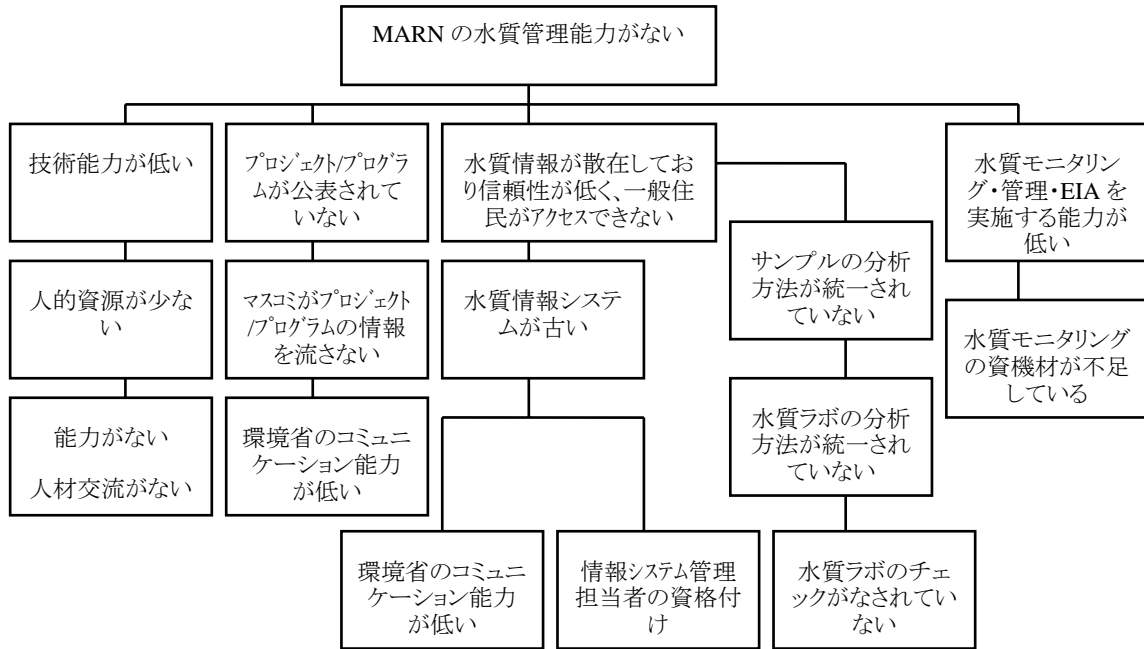 MARN の水質管理能力がない
技術能力が低い
ﾌﾟﾛｼﾞｪｸﾄ/ﾌﾟﾛｸﾞﾗ
ﾑが公表されて
いない
水質情報が散在してお
り信頼性が低く、一般住
民がｱｸｾｽできない
水質モニタリン
グ・管理・EIA を
実施する能力が
低い
人的資源が少な
い
マスコミがﾌﾟﾛｼﾞｪｸﾄ
/ﾌﾟﾛｸﾞﾗﾑの情報
を流さない
水質情報システ
ムが古い
サンプルの分析
方法が統一され
ていない
水質モニタリング
の資機材が不足
している
能力がない
人材交流がない
環境省のコミュニ
ケーション能力
が低い
水質ラボの分析
方法が統一され
ていない
環境省のコミュニ
ケーション能力
が低い
情報ｼｽﾃﾑ管理
担当者の資格付
け
水質ラボのチェ
ックがなされてい
ない